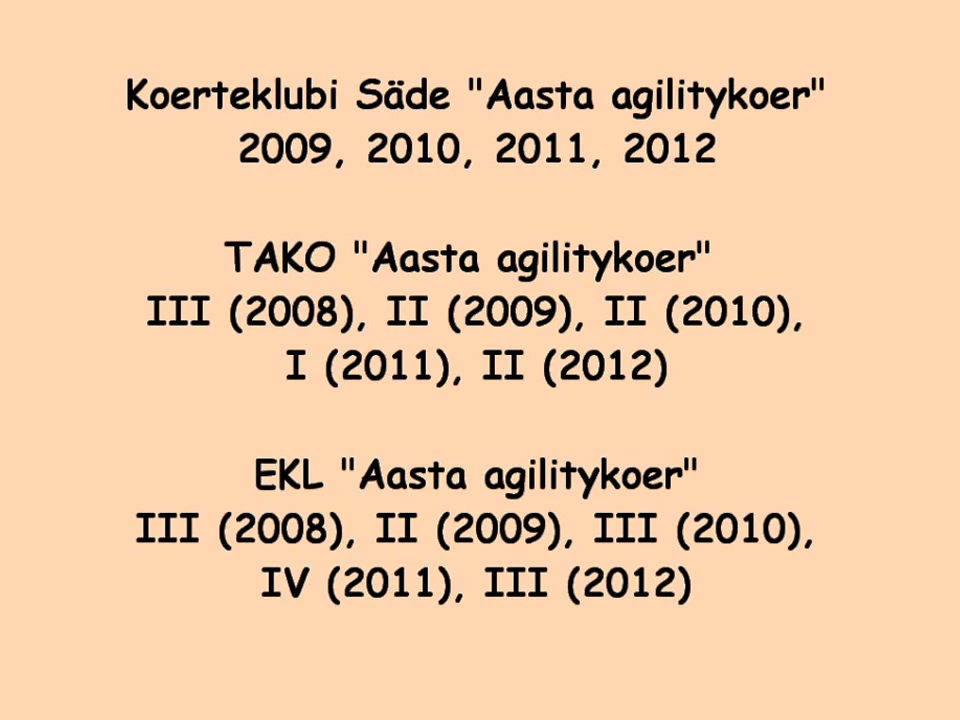 Koerteklubi Säde "Aasta agilitykoer"
2009, 2010, 2011, 2012
TAKO "Aasta agilitykoer"
III (2008), II (2009), II (2010),
I (2011), II (2012)
EKL "Aasta agilitykoer"
III (2008), II (2009), III (2010),
IV (2011), III (2012)